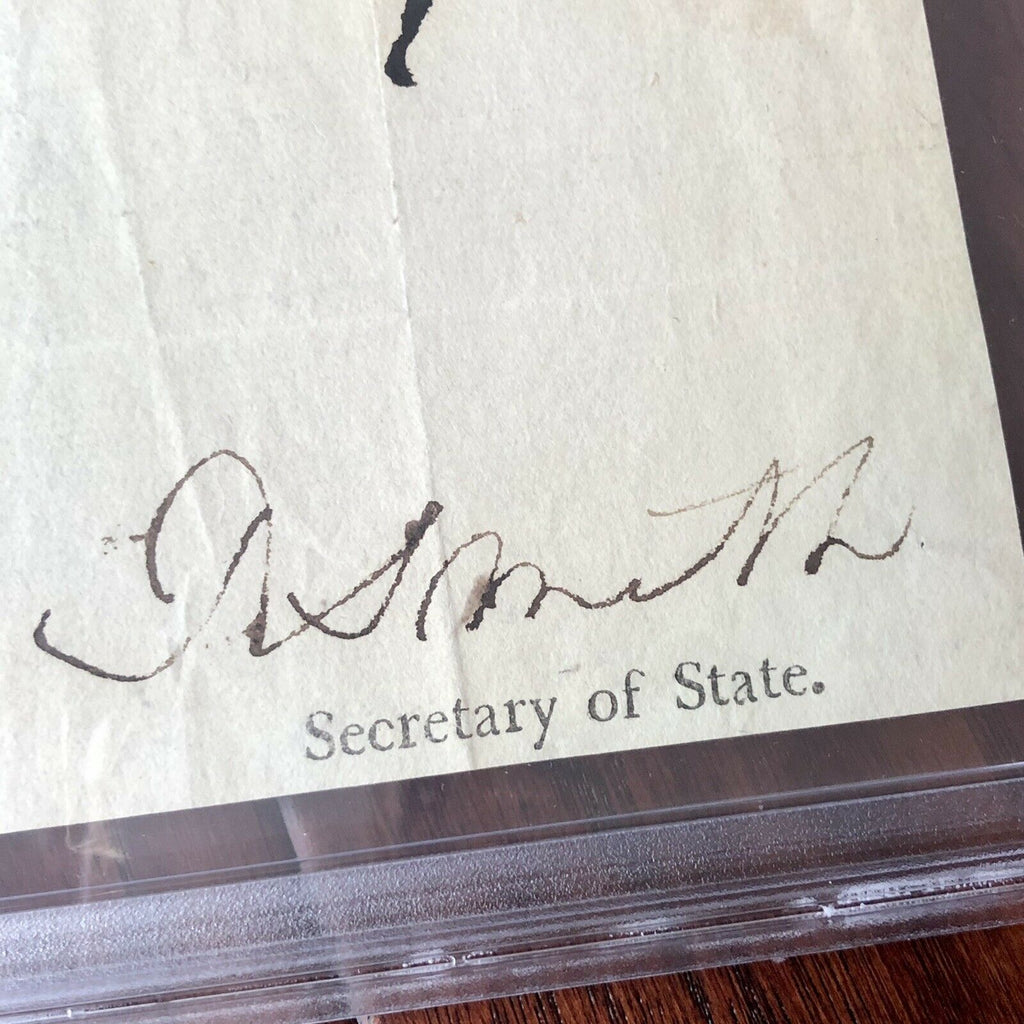 R Smith
Secretary of State.